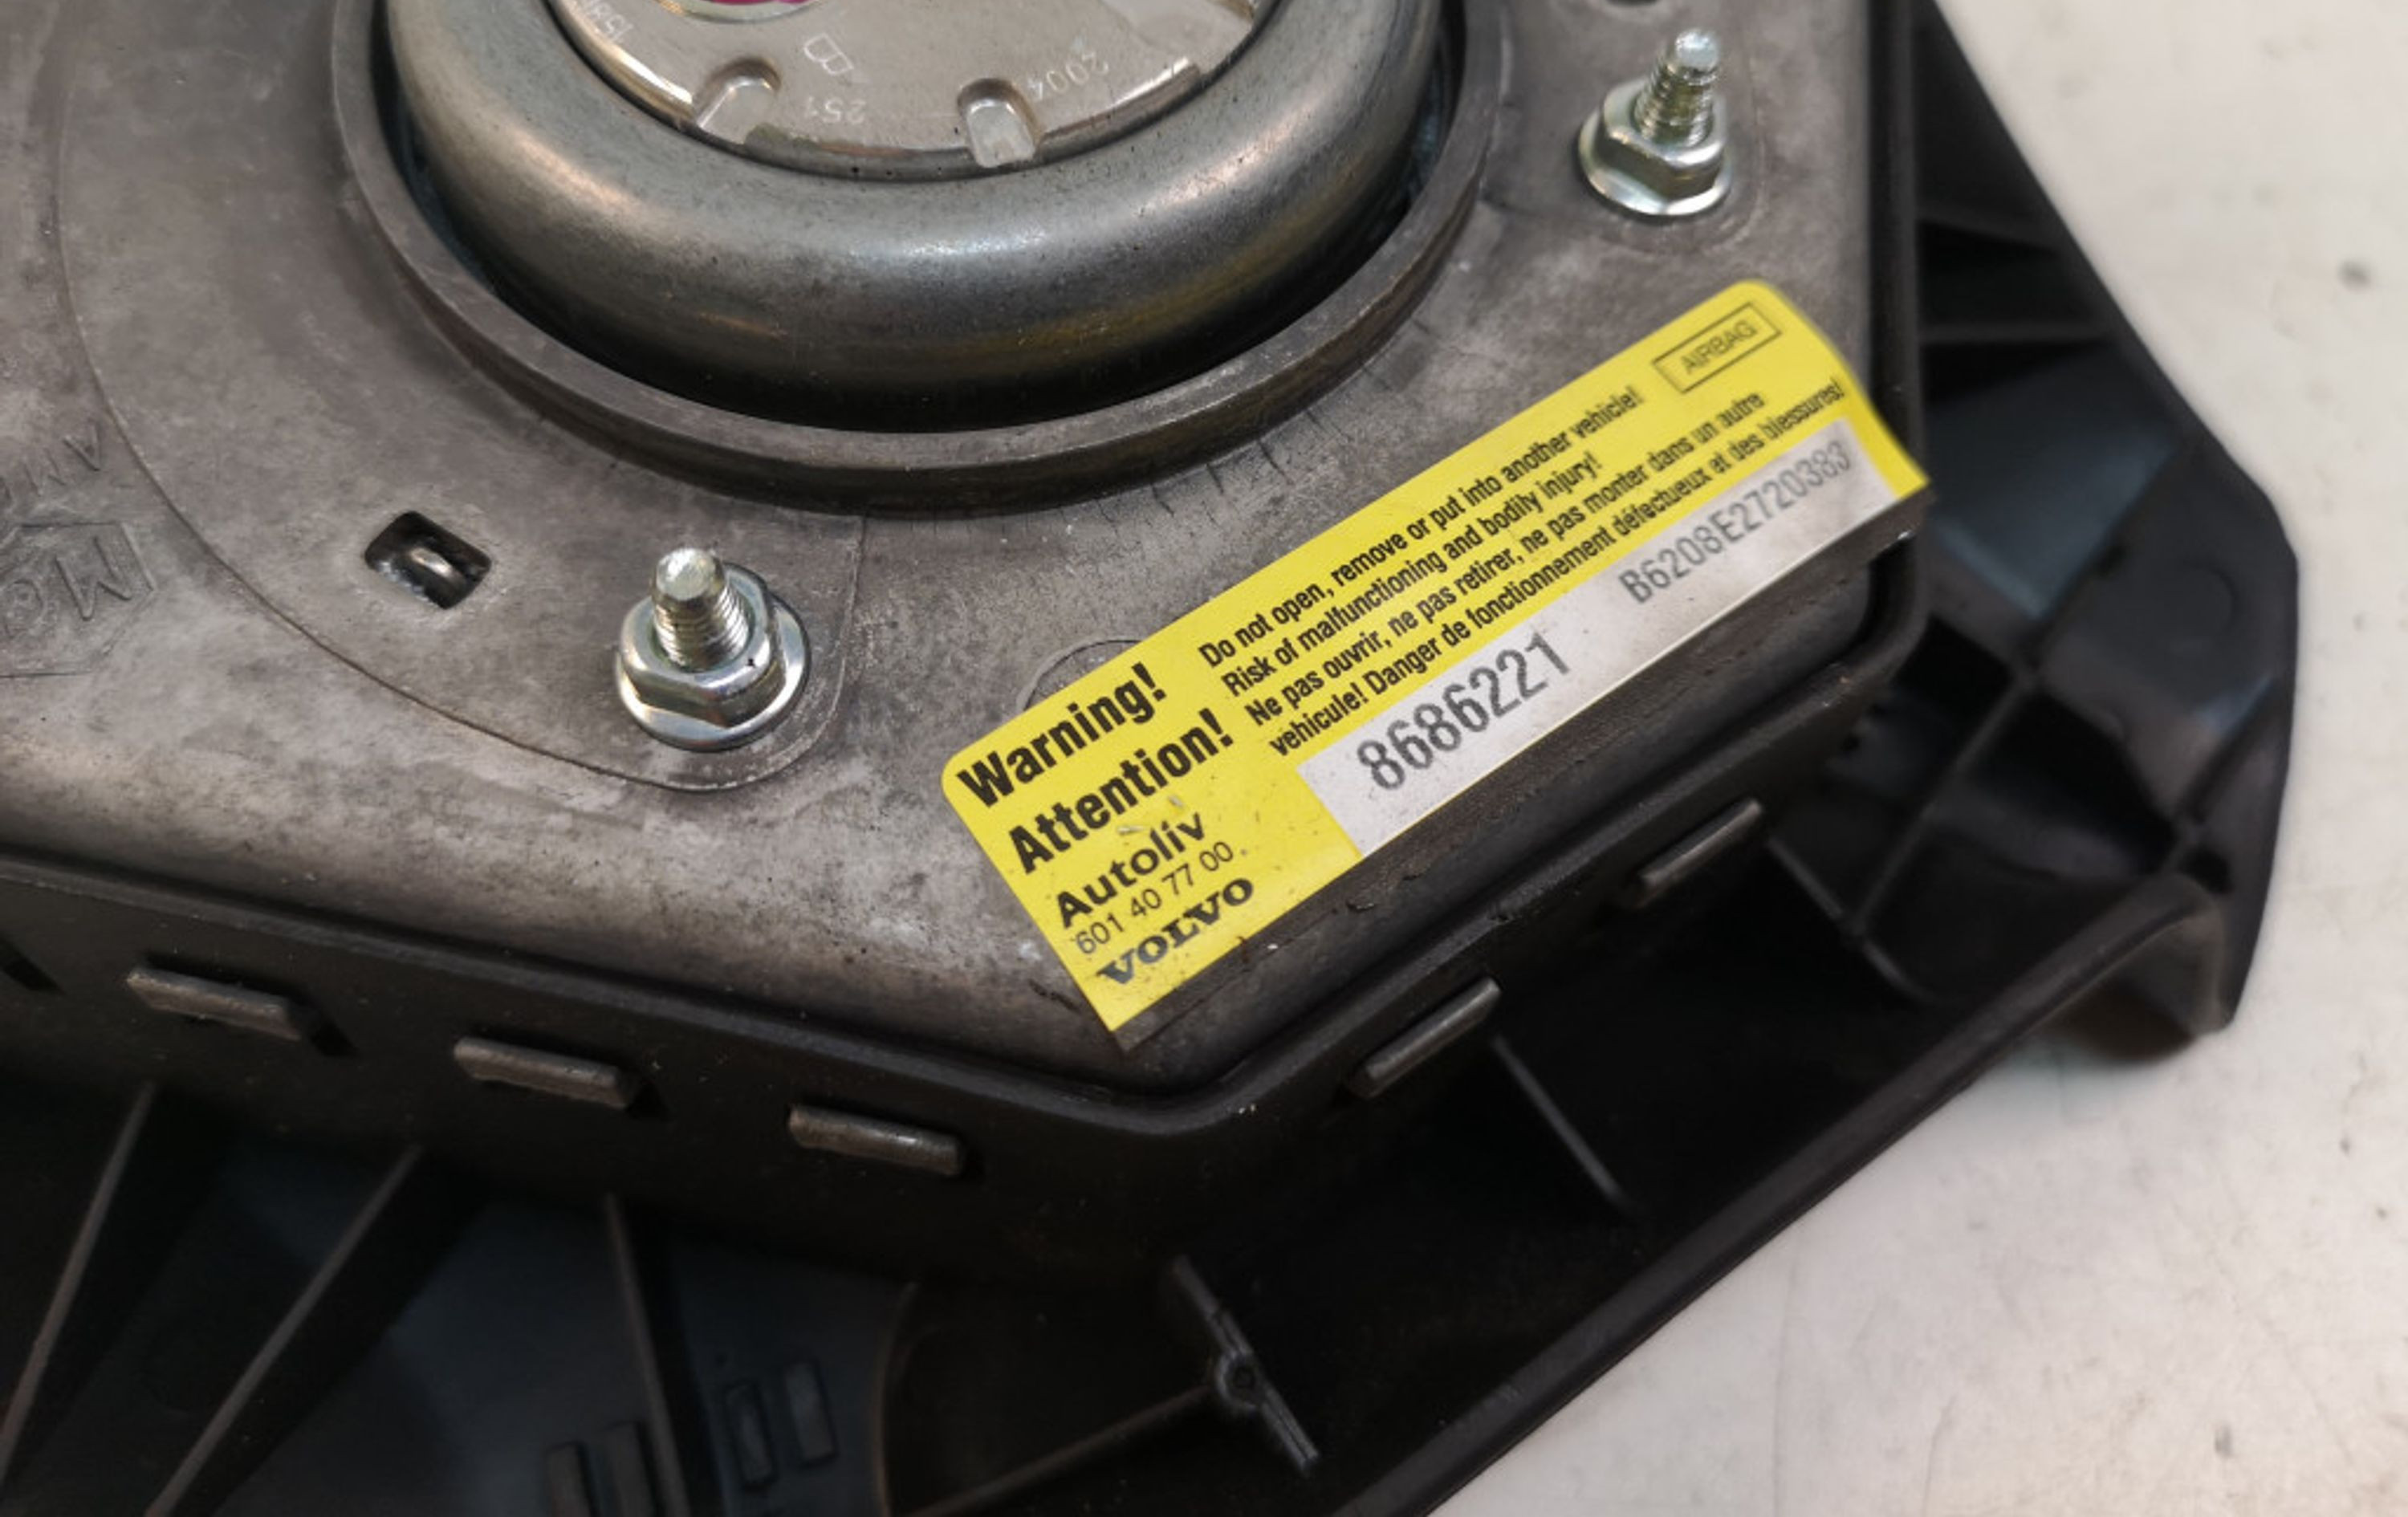 2004
251
B
AIRBAG
Warning!
Attention!
Do not open, remove or put into another vehicle!
Risk of malfunctioning and bodily injury!
Ne pas ouvrir, ne pas retirer, ne pas monter dans un autre
vehicule! Danger de fonctionnement défectueux et des blessures!
Autoliv
601 40 77 00
VOLVO
8686221
B6208E2720383